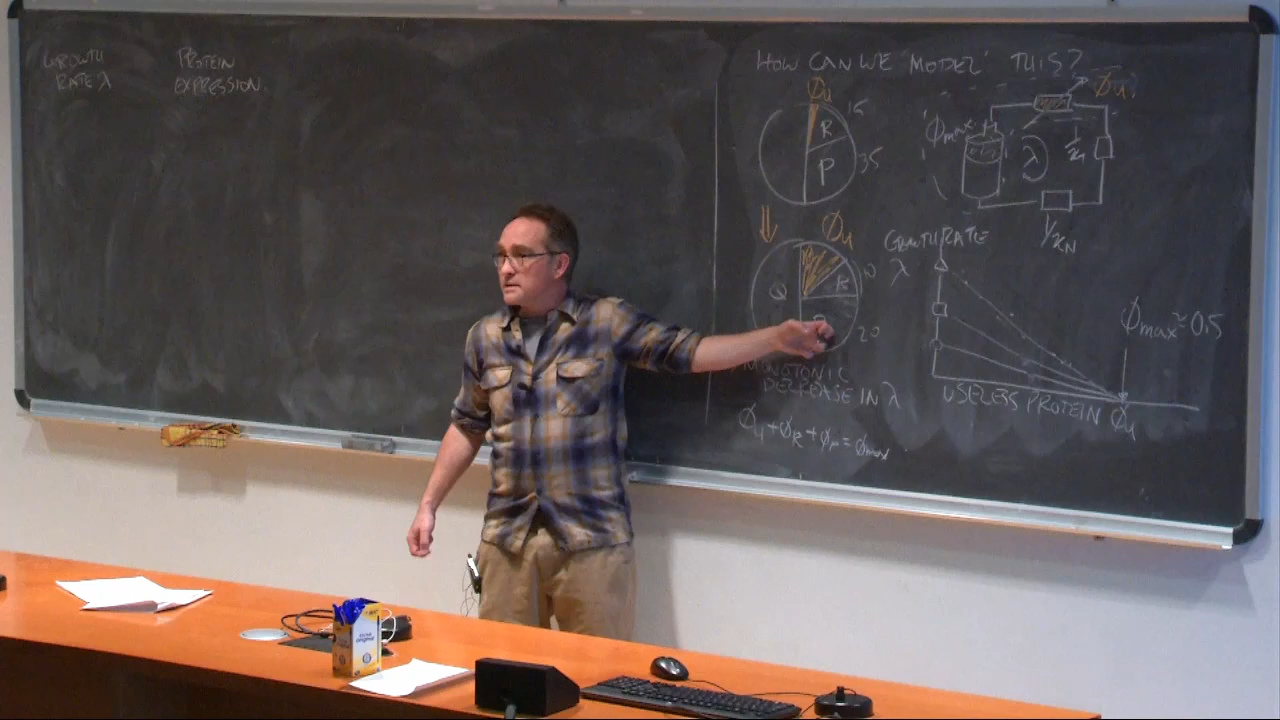 GROWTH
RATE λ
PROTEIN
EXPRESSION
HOW CAN WE 'MODEL' THIS?
ϕu
15
R
P
35
⇓
ϕu
Q
10
R
20
MONOTONIC
DECREASE IN λ
ϕu+ϕR+ϕP=ϕmax
ϕmax
ϕu
λ
1/κN
GROWTH RATE
λ
ϕmax≈0.5
USELESS PROTEIN ϕu